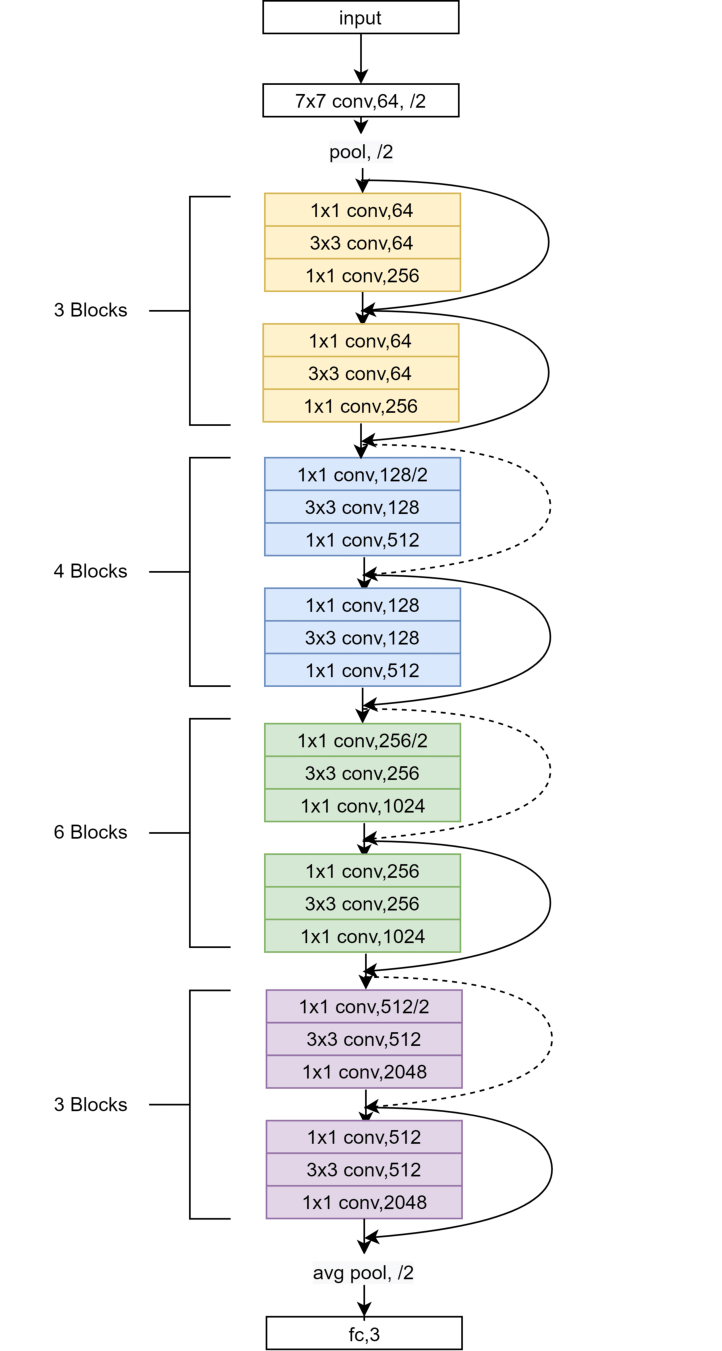 input
7x7 conv,64, /2
pool, /2
1x1 conv,64
3x3 conv,64
1x1 conv,256
3 Blocks
1x1 conv,64
3x3 conv,64
1x1 conv,256
1x1 conv,128/2
3x3 conv,128
1x1 conv,512
4 Blocks
1x1 conv,128
3x3 conv,128
1x1 conv,512
1x1 conv,256/2
3x3 conv,256
1x1 conv,1024
6 Blocks
1x1 conv,256
3x3 conv,256
1x1 conv,1024
1x1 conv,512/2
3x3 conv,512
1x1 conv,2048
3 Blocks
1x1 conv,512
3x3 conv,512
1x1 conv,2048
avg pool, /2
fc,3